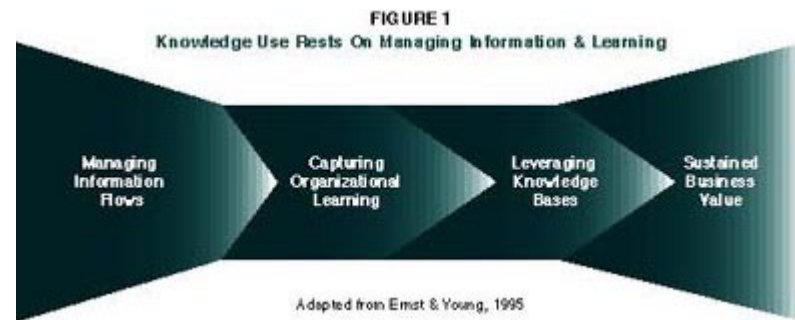 FIGURE 1
Knowledge Use Rests On Managing Information & Learning
Managing
Information
Flows
Capturing
Organizational
Learning
Leveraging
Knowledge
Bases
Sustained
Business
Value
Adapted from Ernst & Young, 1995